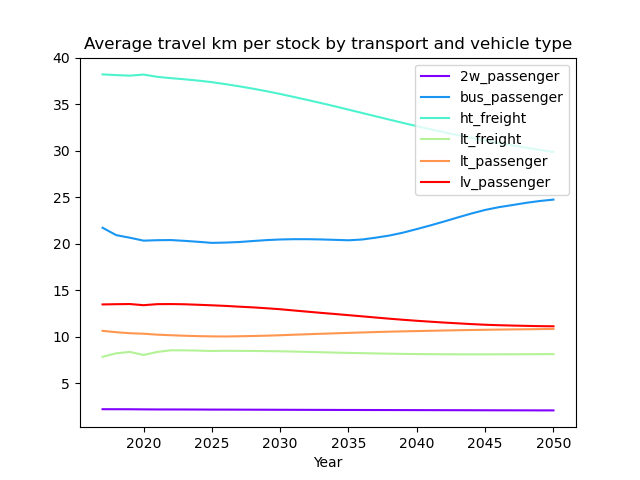 Average travel km per stock by transport and vehicle type
40
35
30
25
20
15
10
5
2w_passenger
bus_passenger
ht_freight
lt_freight
lt_passenger
lv_passenger
2020 2025 2030 2035 2040 2045 2050
Year